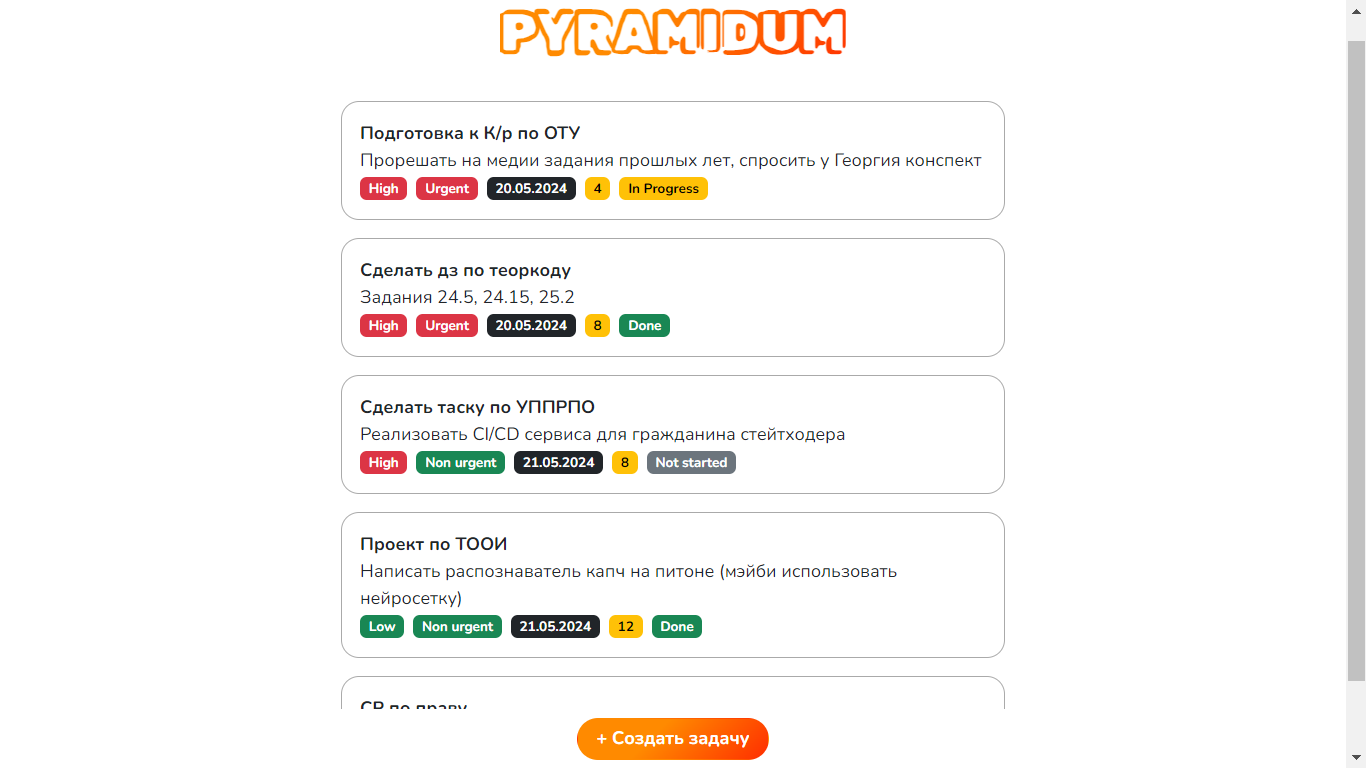 PYRAMIDUM
Подготовка к К/р по ОТУ
Прорешать на медии задания прошлых лет, спросить у Георгия конспект
High Urgent 20.05.2024 4 In Progress
Сделать дз по теоркоду
Задания 24.5, 24.15, 25.2
High Urgent 20.05.2024 8 Done
Сделать таску по УППРПО
Реализовать CI/CD сервиса для гражданина стейтходера
High Non urgent 21.05.2024 8 Not started
Проект по ТООИ
Написать распознаватель капч на питоне (мэйби использовать
нейросетку)
Low Non urgent 21.05.2024 12 Done
СР по праву
+ Создать задачу